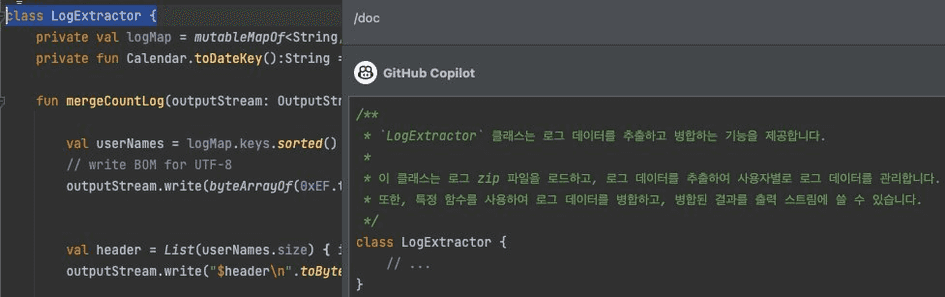 class LogExtractor {
private val logMap = mutableMapOf<String,
private fun Calendar.toDateKey():String =
fun mergeCountLog(outputStream: OutputStr
val userNames = logMap.keys.sorted()
// write BOM for UTF-8
outputStream.write(byteArrayOf(0xEF.t
val header = List(userNames.size) { i
outputStream.write("$header\n".toByte
/doc
GitHub Copilot
/**
* `LogExtractor` 클래스는 로그 데이터를 추출하고 병합하는 기능을 제공합니다.
*
* 이 클래스는 로그 zip 파일을 로드하고, 로그 데이터를 추출하여 사용자별로 로그 데이터를 관리합니다.
* 또한, 특정 함수를 사용하여 로그 데이터를 병합하고, 병합된 결과를 출력 스트림에 쓸 수 있습니다.
*/
class LogExtractor {
// ...
}